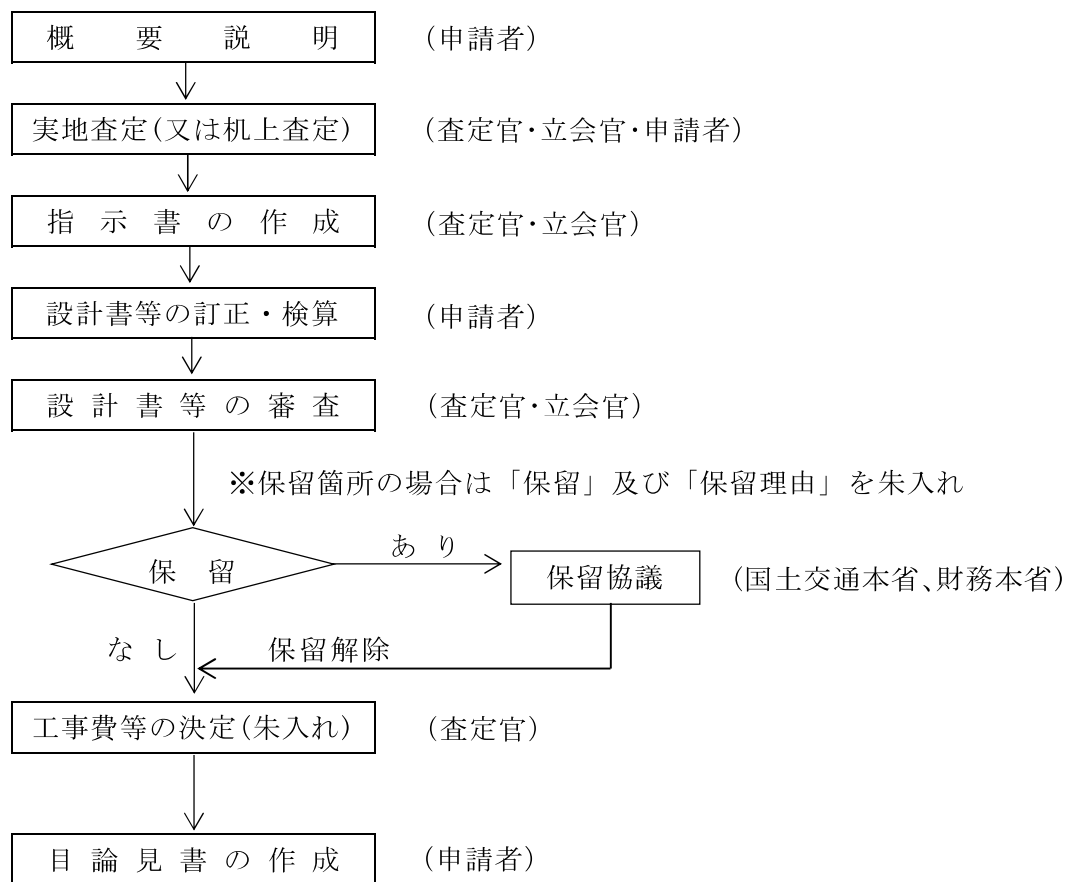 概要説明 (申請者)
実地査定(又は机上査定) (査定官・立会官・申請者)
指示書の作成 (査定官・立会官)
設計書等の訂正・検算 (申請者)
設計書等の審査 (査定官・立会官)
※保留箇所の場合は「保留」及び「保留理由」を朱入れ
あり
保留 保留協議 (国土交通本省、財務本省)
なし 保留解除
工事費等の決定(朱入れ) (査定官)
目論見書の作成 (申請者)